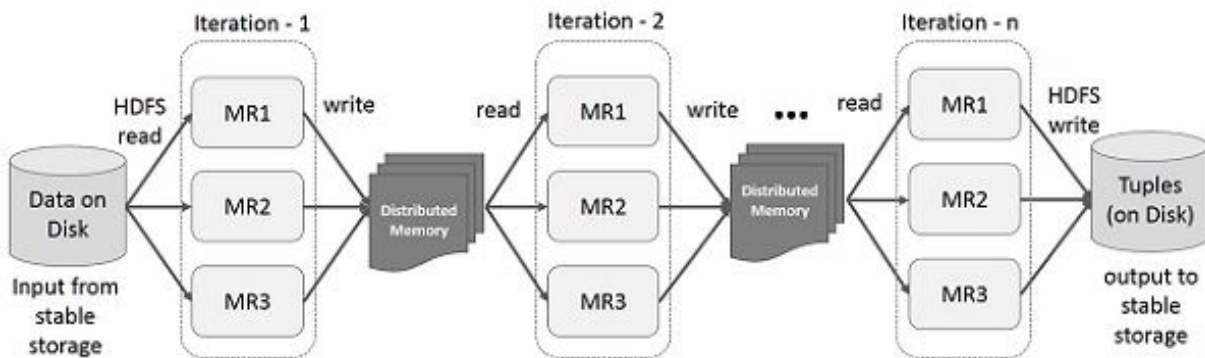 Iteration - 1
Iteration - 2
Iteration - n
HDFS
read
MR1
MR2
MR3
write
Data on
Disk
Input from
stable
storage
Distributed
Memory
read
MR1
MR2
MR3
write
...
Distributed
Memory
read
MR1
MR2
MR3
HDFS
write
Tuples
(on Disk)
output to
stable
storage